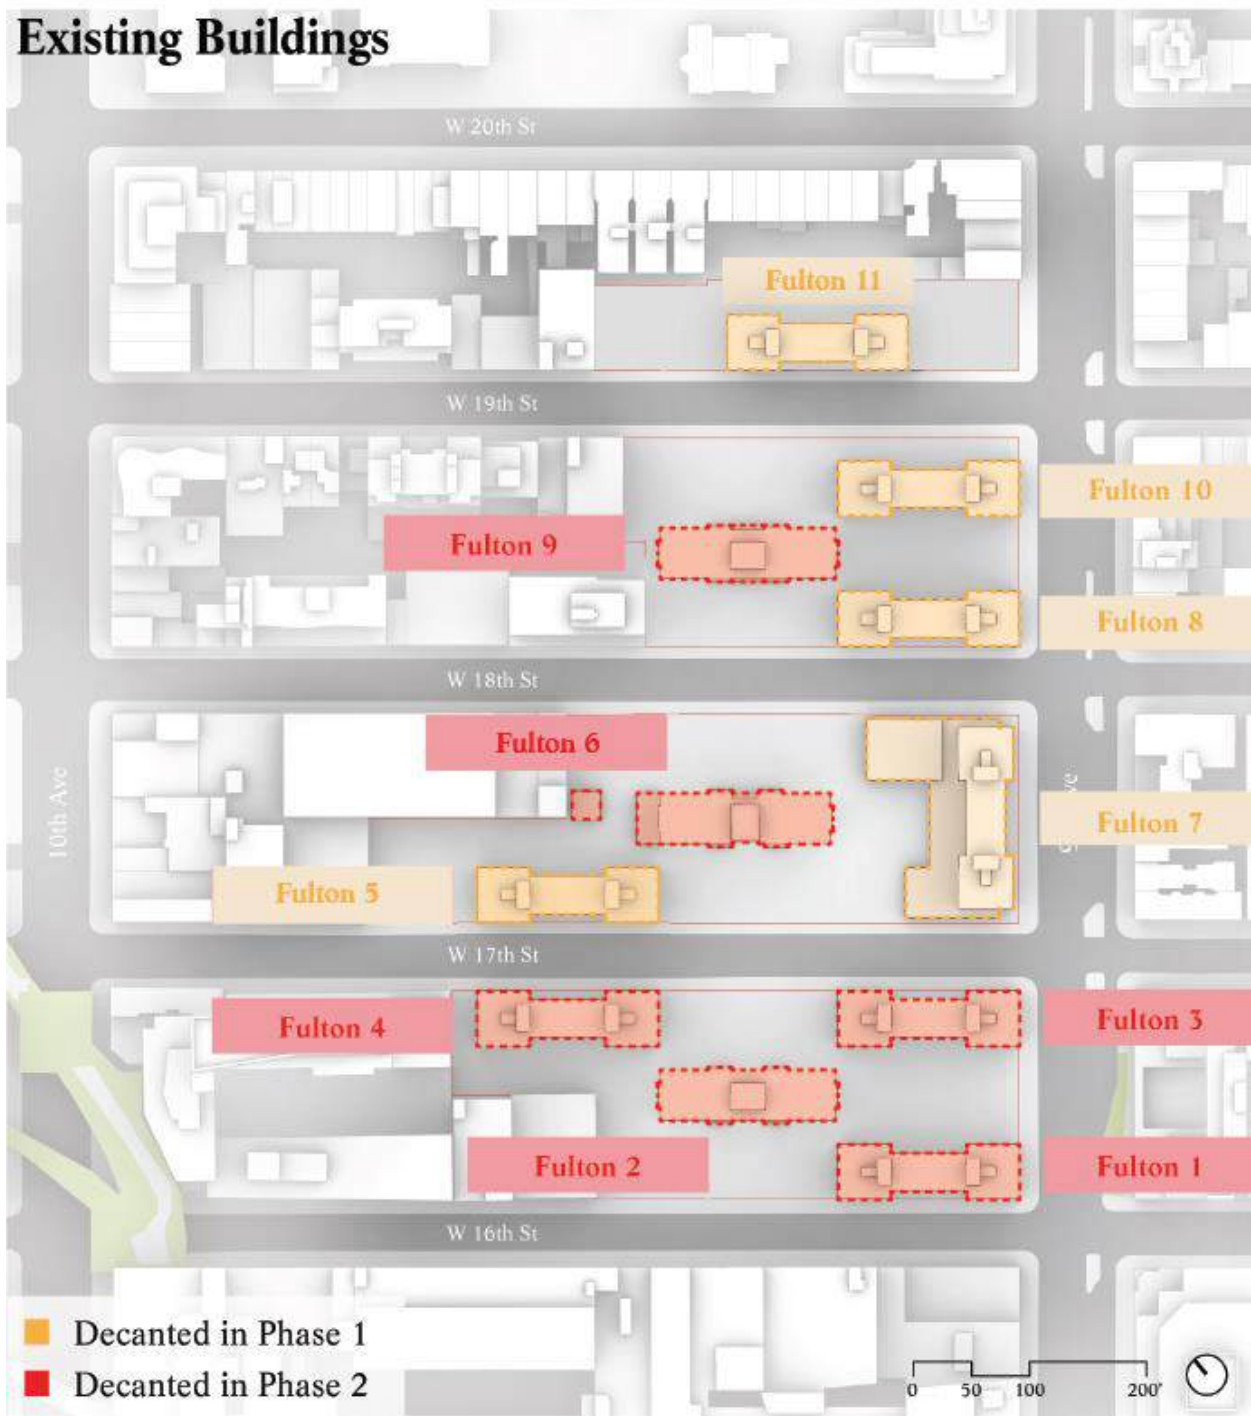 Existing Buildings
W 20th St
Fulton 11
W 19th St
Fulton 10
Fulton 9
Fulton 8
W 18th St
Fulton 6
10th Ave
Fulton 7
Fulton 5
W 17th St
Fulton 4
Fulton 3
Fulton 2
Fulton 1
W 16th St
Decanted in Phase 1
Decanted in Phase 2
0 50 100 200'